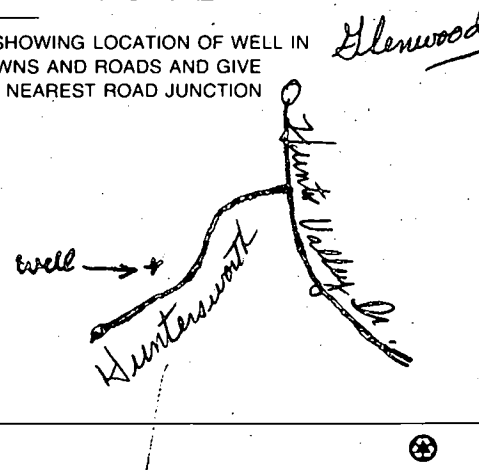 SHOWING LOCATION OF WELL IN
WNS AND ROADS AND GIVE
NEAREST ROAD JUNCTION
Glenwood
Hunts Valley Dr.
well
Huntersworth